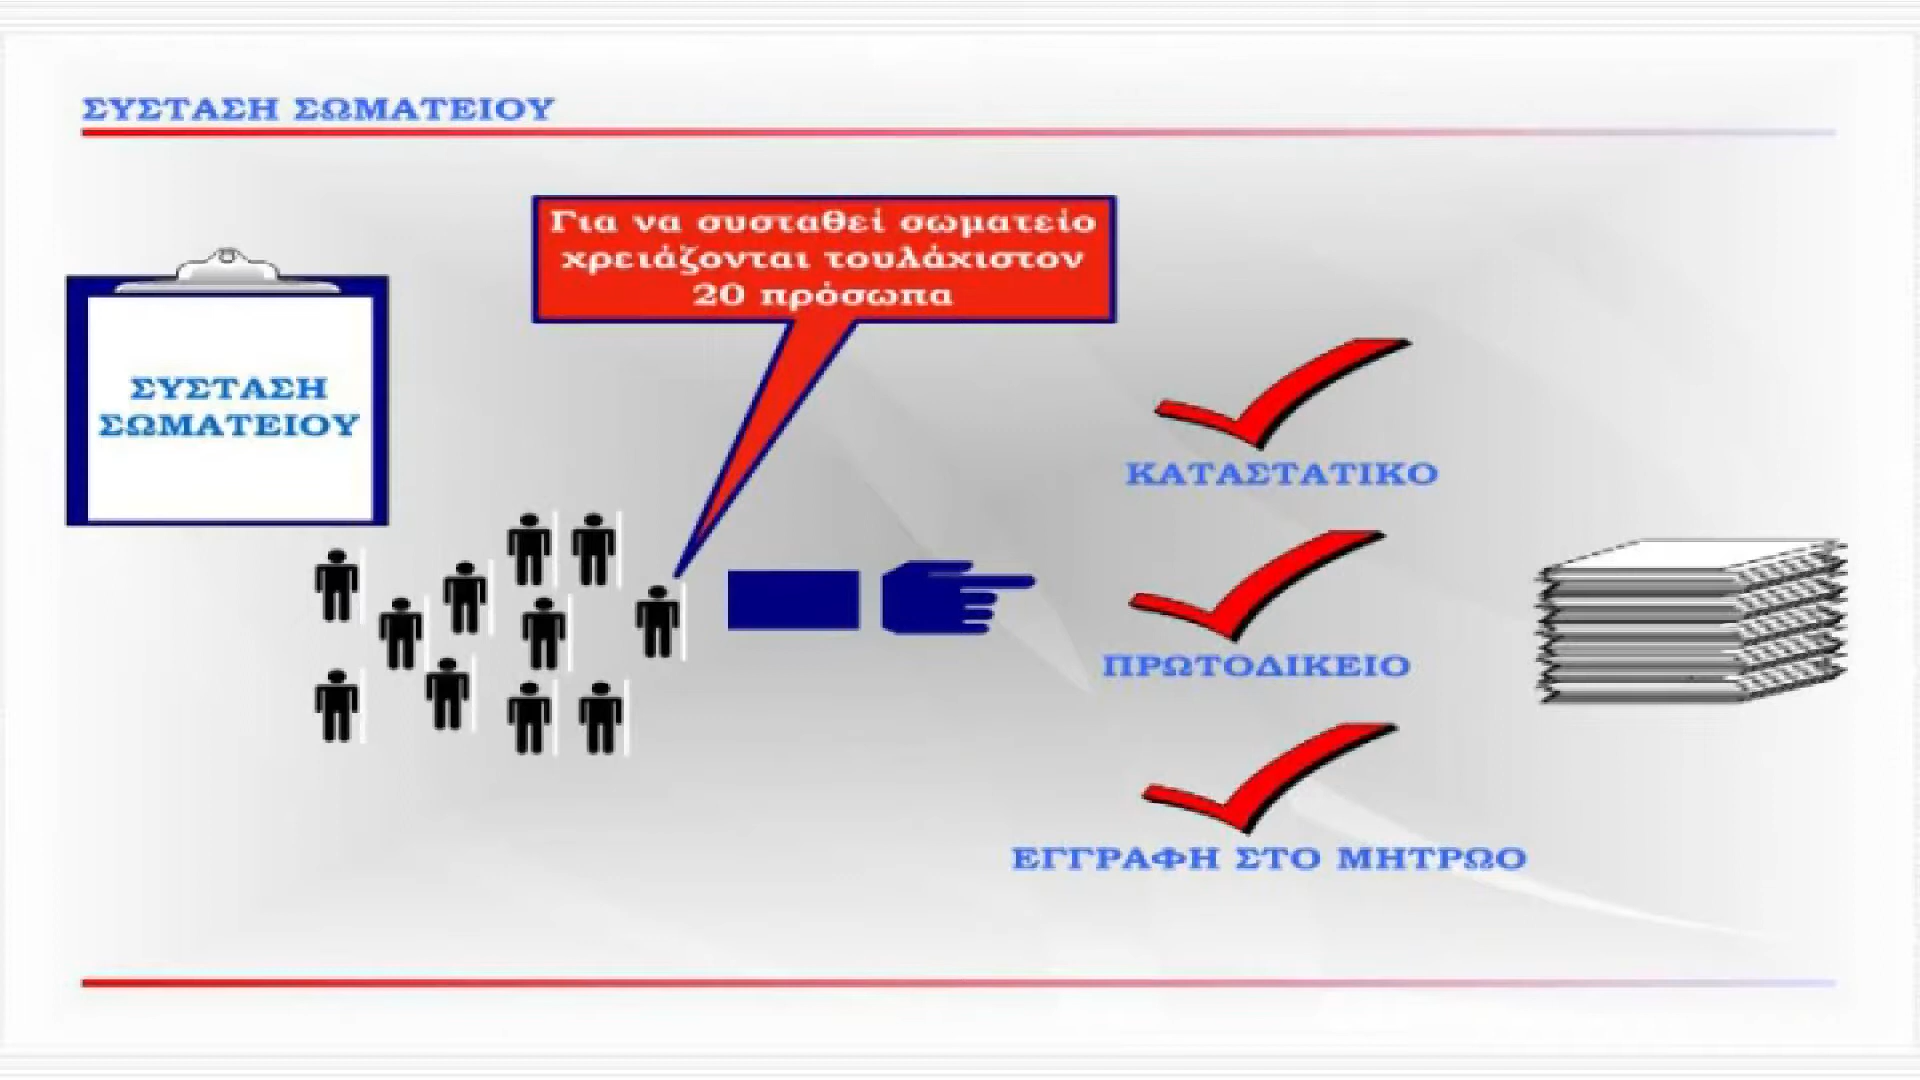 ΣΥΣΤΑΣΗ ΣΩΜΑΤΕΙΟΥ
Για να συσταθεί σωματείο
χρειάζονται τουλάχιστον
20 πρόσωπα
ΣΥΣΤΑΣΗ
ΣΩΜΑΤΕΙΟΥ
ΚΑΤΑΣΤΑΤΙΚΟ
ΠΡΩΤΟΔΙΚΕΙΟ
ΕΓΓΡΑΦΗ ΣΤΟ ΜΗΤΡΩΟ